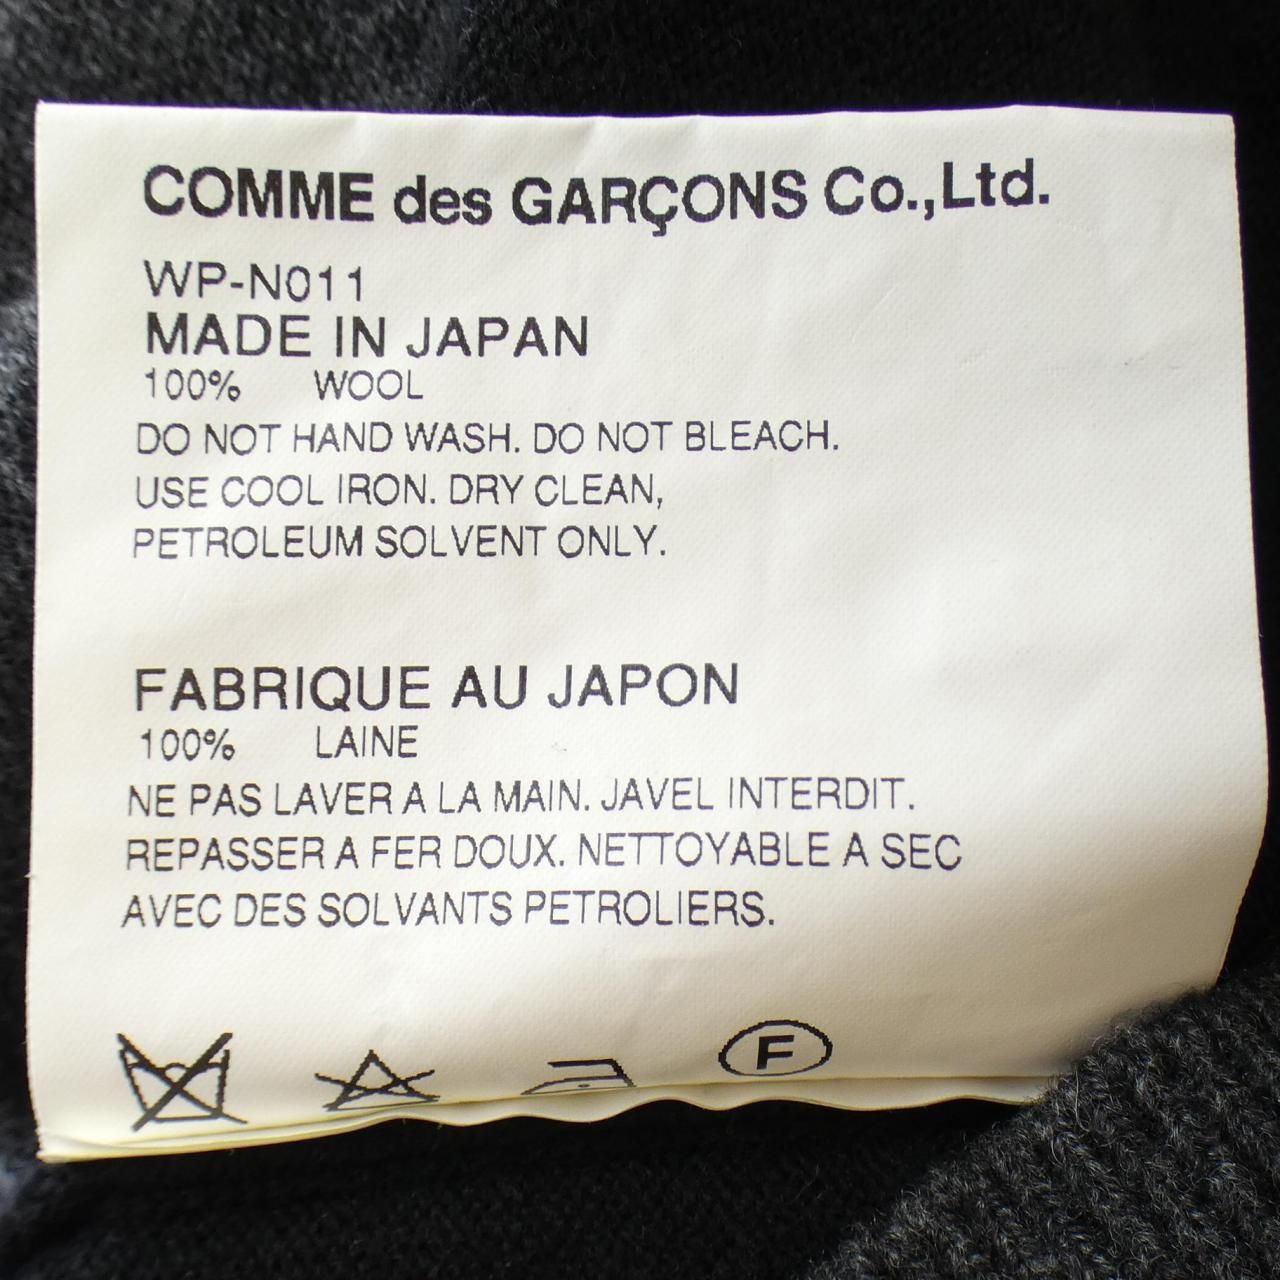 COMME des GARÇONS Co.,Ltd.
WP-N011
MADE IN JAPAN
100% WOOL
DO NOT HAND WASH. DO NOT BLEACH.
USE COOL IRON. DRY CLEAN,
PETROLEUM SOLVENT ONLY.
FABRIQUE AU JAPON
100% LAINE
NE PAS LAVER A LA MAIN. JAVEL INTERDIT.
REPASSER A FER DOUX. NETTOYABLE A SEC
AVEC DES SOLVANTS PETROLIERS.
F